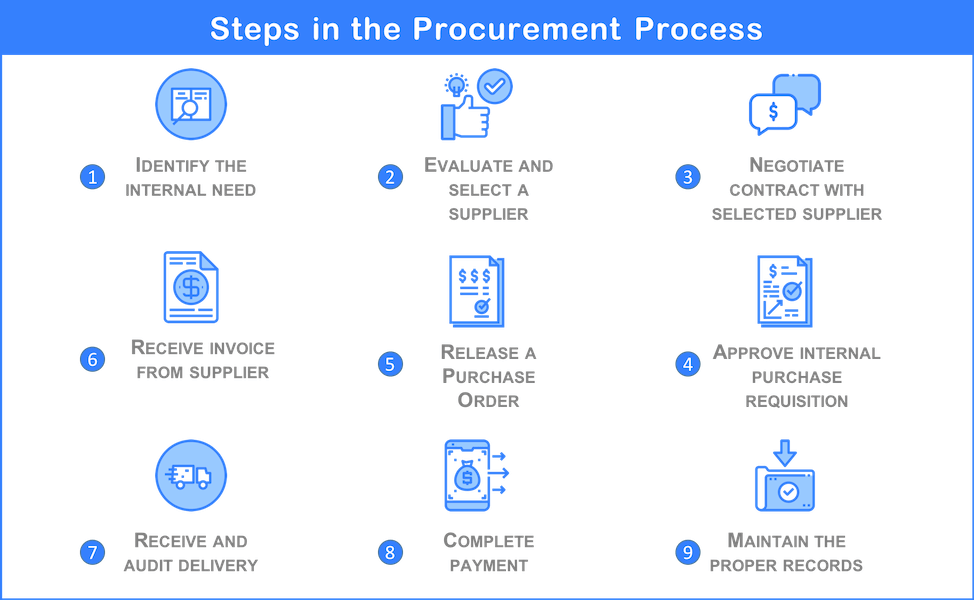 Steps in the Procurement Process
1
IDENTIFY THE
INTERNAL NEED
2
EVALUATE AND
SELECT A
SUPPLIER
3
NEGOTIATE
CONTRACT WITH
SELECTED SUPPLIER
$
4
APPROVE INTERNAL
PURCHASE
REQUISITION
$
5
RELEASE A
PURCHASE
ORDER
$$$
6
RECEIVE INVOICE
FROM SUPPLIER
$
7
RECEIVE AND
AUDIT DELIVERY
8
COMPLETE
PAYMENT
$
9
MAINTAIN THE
PROPER RECORDS